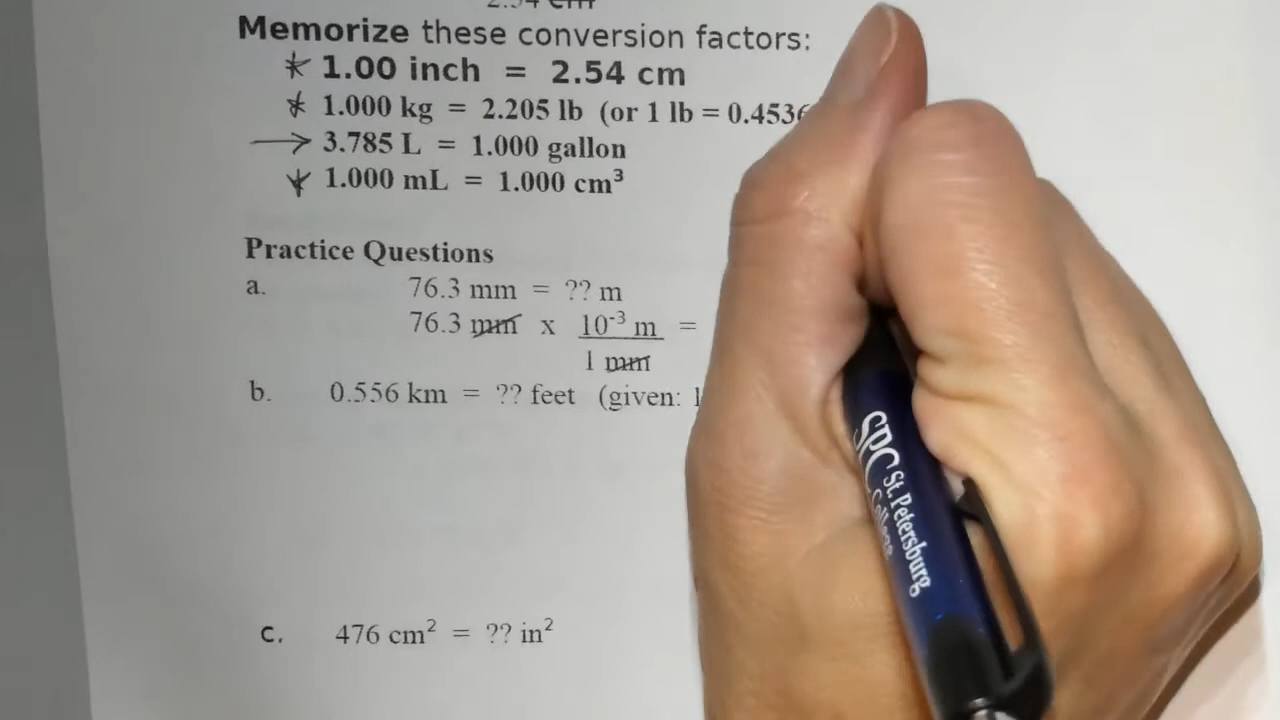 Memorize these conversion factors:
1.00 inch = 2.54 cm
1.000 kg = 2.205 lb (or 1 lb = 0.4536
3.785 L = 1.000 gallon
1.000 mL = 1.000 cm³
Practice Questions
a. 76.3 mm = ?? m
76.3 mm x 10⁻³ m =
1 mm
b. 0.556 km = ?? feet (given: 1
c. 476 cm² = ?? in²
SPC St. Petersburg
College